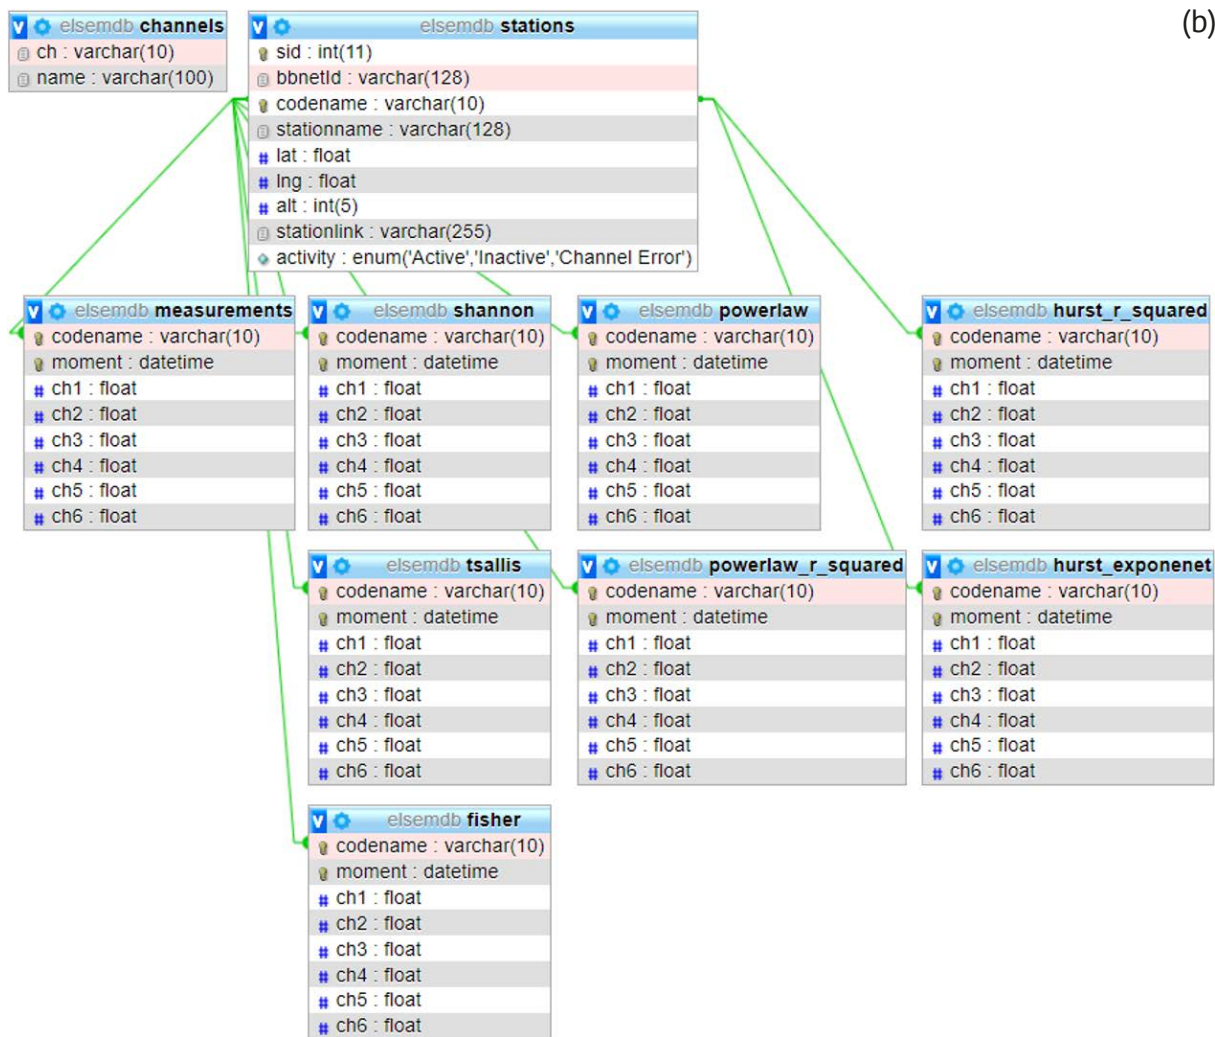 (b)
elsemdb channels
ch : varchar(10)
name : varchar(100)
elsemdb stations
sid : int(11)
bbnetId : varchar(128)
codename : varchar(10)
stationname : varchar(128)
lat : float
lng : float
alt : int(5)
stationlink : varchar(255)
activity : enum('Active','Inactive','Channel Error')
elsemdb measurements
codename : varchar(10)
moment : datetime
ch1 : float
ch2 : float
ch3 : float
ch4 : float
ch5 : float
ch6 : float
elsemdb shannon
codename : varchar(10)
moment : datetime
ch1 : float
ch2 : float
ch3 : float
ch4 : float
ch5 : float
ch6 : float
elsemdb powerlaw
codename : varchar(10)
moment : datetime
ch1 : float
ch2 : float
ch3 : float
ch4 : float
ch5 : float
ch6 : float
elsemdb hurst_r_squared
codename : varchar(10)
moment : datetime
ch1 : float
ch2 : float
ch3 : float
ch4 : float
ch5 : float
ch6 : float
elsemdb tsallis
codename : varchar(10)
moment : datetime
ch1 : float
ch2 : float
ch3 : float
ch4 : float
ch5 : float
ch6 : float
elsemdb powerlaw_r_squared
codename : varchar(10)
moment : datetime
ch1 : float
ch2 : float
ch3 : float
ch4 : float
ch5 : float
ch6 : float
elsemdb hurst_exponenet
codename : varchar(10)
moment : datetime
ch1 : float
ch2 : float
ch3 : float
ch4 : float
ch5 : float
ch6 : float
elsemdb fisher
codename : varchar(10)
moment : datetime
ch1 : float
ch2 : float
ch3 : float
ch4 : float
ch5 : float
ch6 : float